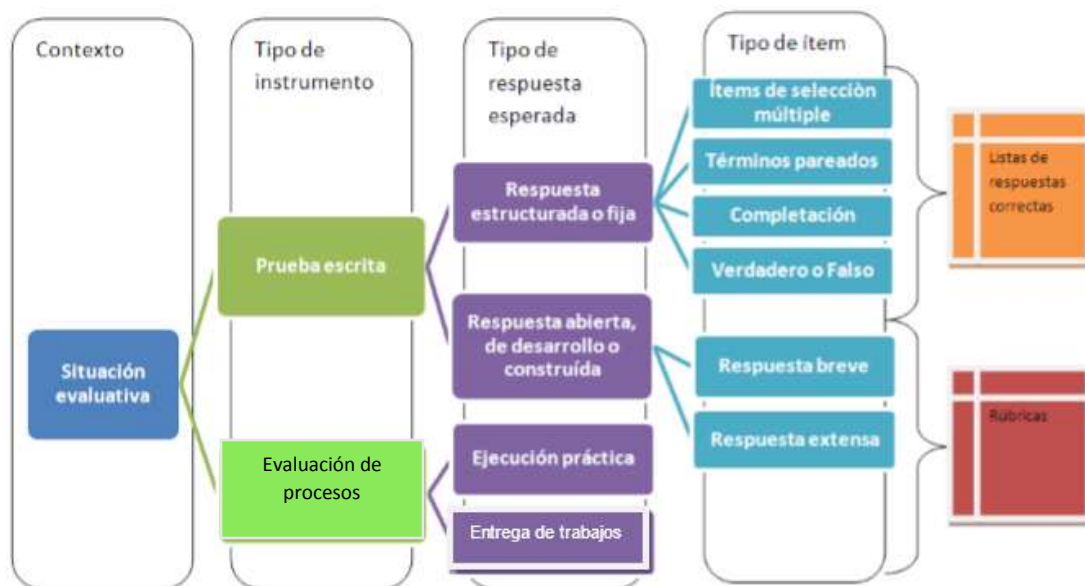 Contexto
Situación
evaluativa
Tipo de
instrumento
Prueba escrita
Evaluación de
procesos
Tipo de
respuesta
esperada
Respuesta
estructurada o fija
Respuesta abierta,
de desarrollo o
construída
Ejecución práctica
Entrega de trabajos
Tipo de ítem
Ítems de selecciòn
múltiple
Términos pareados
Completación
Verdadero o Falso
Respuesta breve
Respuesta extensa
Listas de
respuestas
correctas
Rúbricas